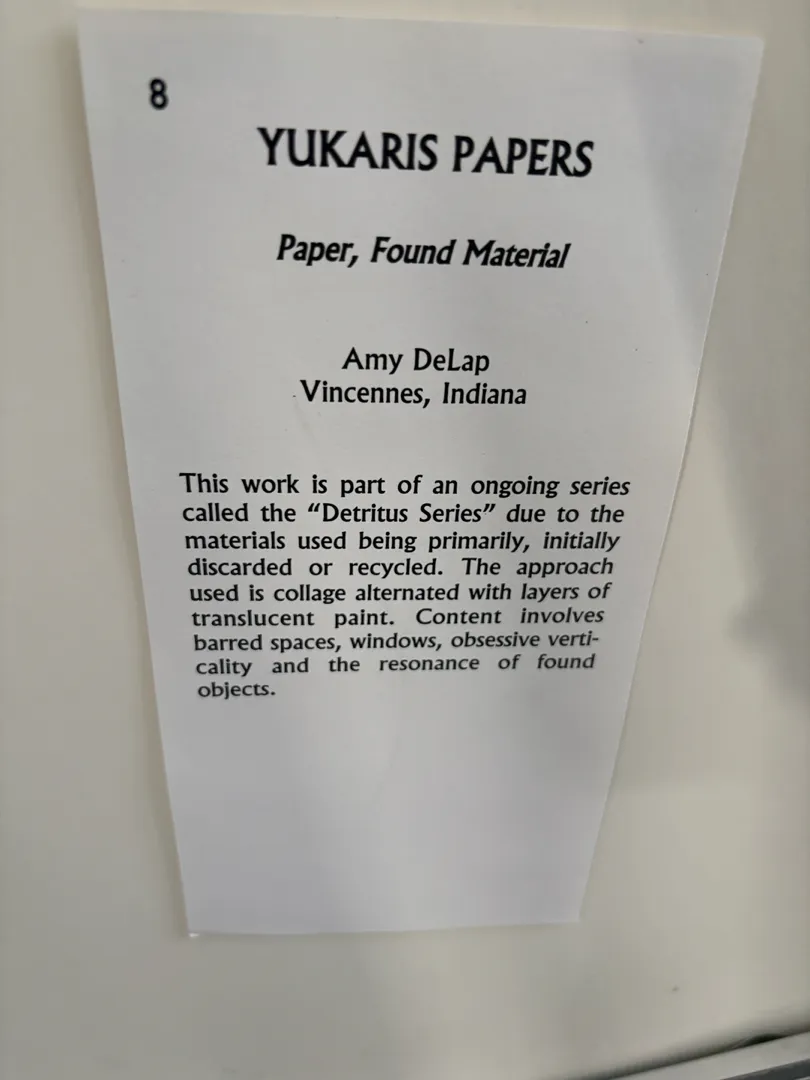 8
YUKARIS PAPERS
Paper, Found Material
Amy DeLap
Vincennes, Indiana
This work is part of an ongoing series
called the “Detritus Series” due to the
materials used being primarily, initially
discarded or recycled. The approach
used is collage alternated with layers of
translucent paint. Content involves
barred spaces, windows, obsessive verti-
cality and the resonance of found
objects.